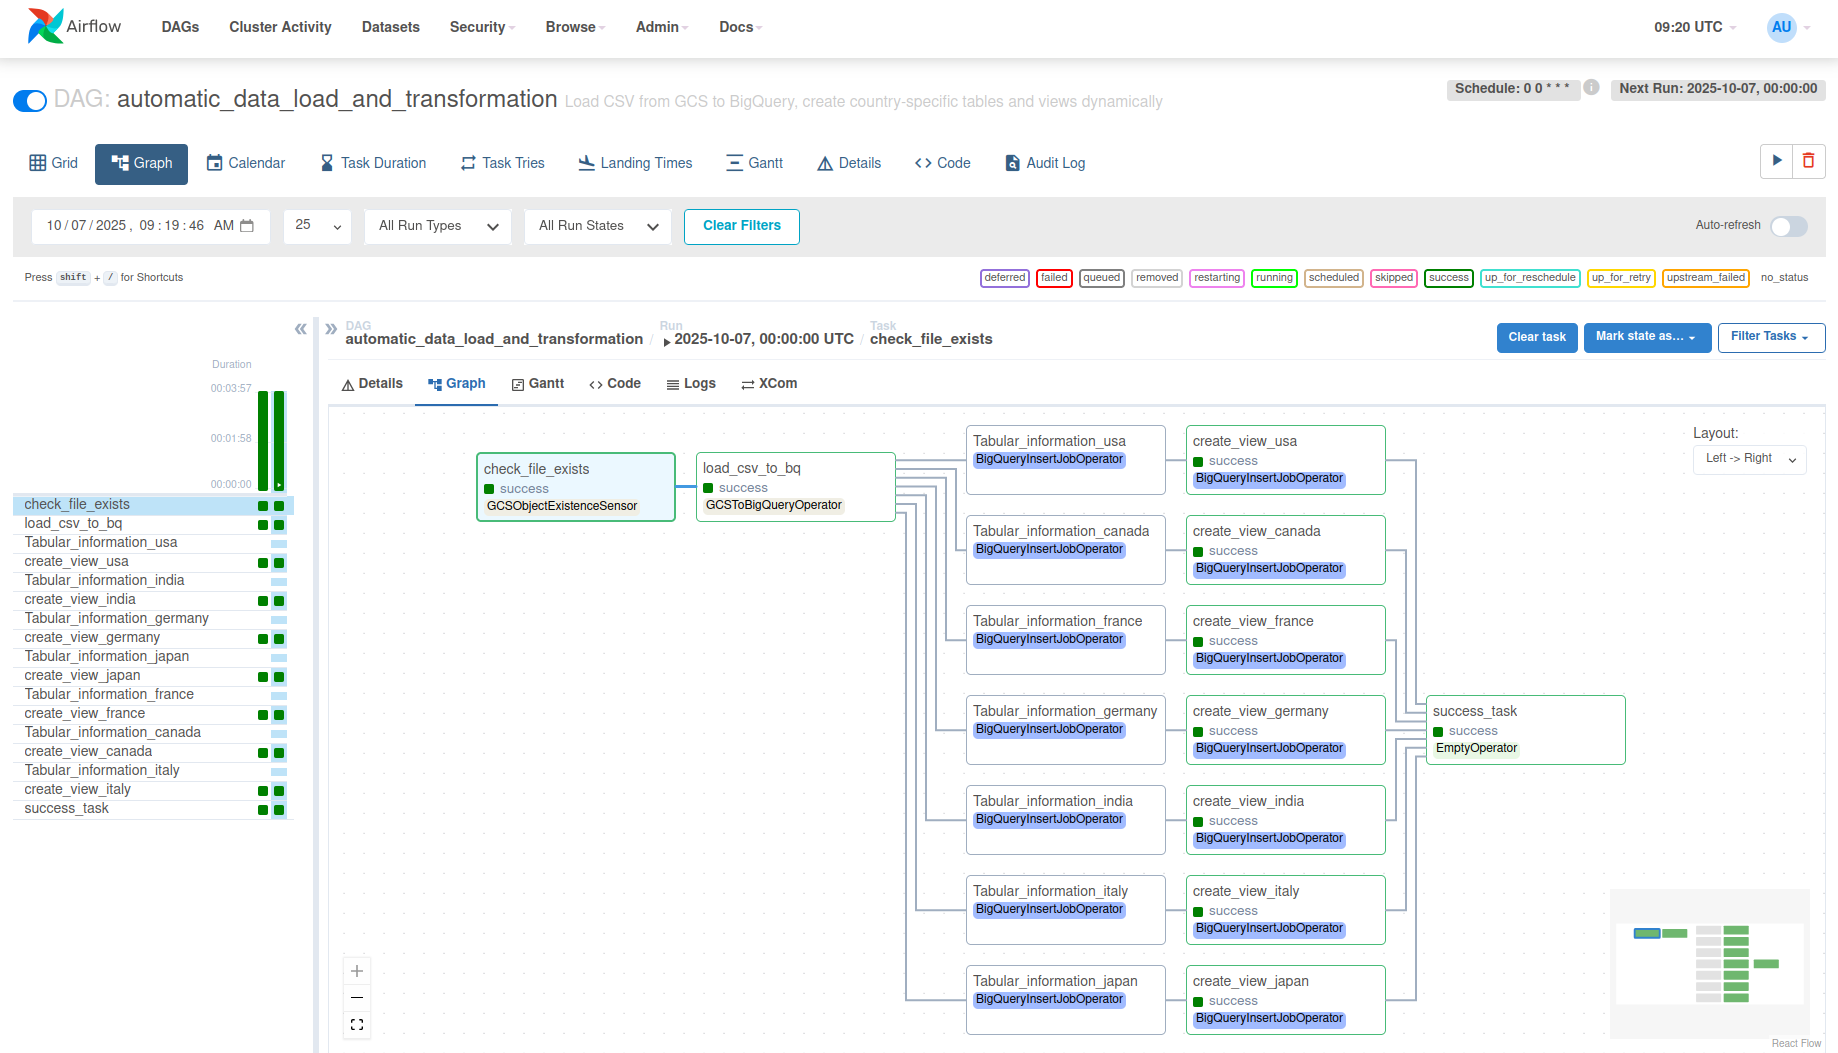 Airflow
DAGs
Cluster Activity
Datasets
Security
Browse
Admin
Docs
09:20 UTC
AU
DAG: automatic_data_load_and_transformation Load CSV from GCS to BigQuery, create country-specific tables and views dynamically
Schedule: 0 0 * * *
i
Next Run: 2025-10-07, 00:00:00
Grid
Graph
Calendar
Task Duration
Task Tries
Landing Times
Gantt
Details
Code
Audit Log
10/07/2025, 09:19:46 AM
25
All Run Types
All Run States
Clear Filters
Auto-refresh
Press shift + / for Shortcuts
deferred
failed
queued
removed
restarting
running
scheduled
skipped
success
up_for_reschedule
up_for_retry
upstream_failed
no_status
Duration
00:03:57
00:01:58
00:00:00
check_file_exists
load_csv_to_bq
Tabular_information_usa
create_view_usa
Tabular_information_india
create_view_india
Tabular_information_germany
create_view_germany
Tabular_information_japan
create_view_japan
Tabular_information_france
create_view_france
Tabular_information_canada
create_view_canada
Tabular_information_italy
create_view_italy
success_task
DAG
automatic_data_load_and_transformation
/
Run
2025-10-07, 00:00:00 UTC
/
Task
check_file_exists
Clear task
Mark state as...
Filter Tasks
Details
Graph
Gantt
Code
Logs
XCom
Layout:
Left -> Right
check_file_exists
success
GCSObjectExistenceSensor
load_csv_to_bq
success
GCSToBigQueryOperator
Tabular_information_usa
BigQueryInsertJobOperator
create_view_usa
success
BigQueryInsertJobOperator
Tabular_information_canada
BigQueryInsertJobOperator
create_view_canada
success
BigQueryInsertJobOperator
Tabular_information_france
BigQueryInsertJobOperator
create_view_france
success
BigQueryInsertJobOperator
Tabular_information_germany
BigQueryInsertJobOperator
create_view_germany
success
BigQueryInsertJobOperator
success_task
success
EmptyOperator
Tabular_information_india
BigQueryInsertJobOperator
create_view_india
success
BigQueryInsertJobOperator
Tabular_information_italy
BigQueryInsertJobOperator
create_view_italy
success
BigQueryInsertJobOperator
Tabular_information_japan
BigQueryInsertJobOperator
create_view_japan
success
BigQueryInsertJobOperator
React Flow